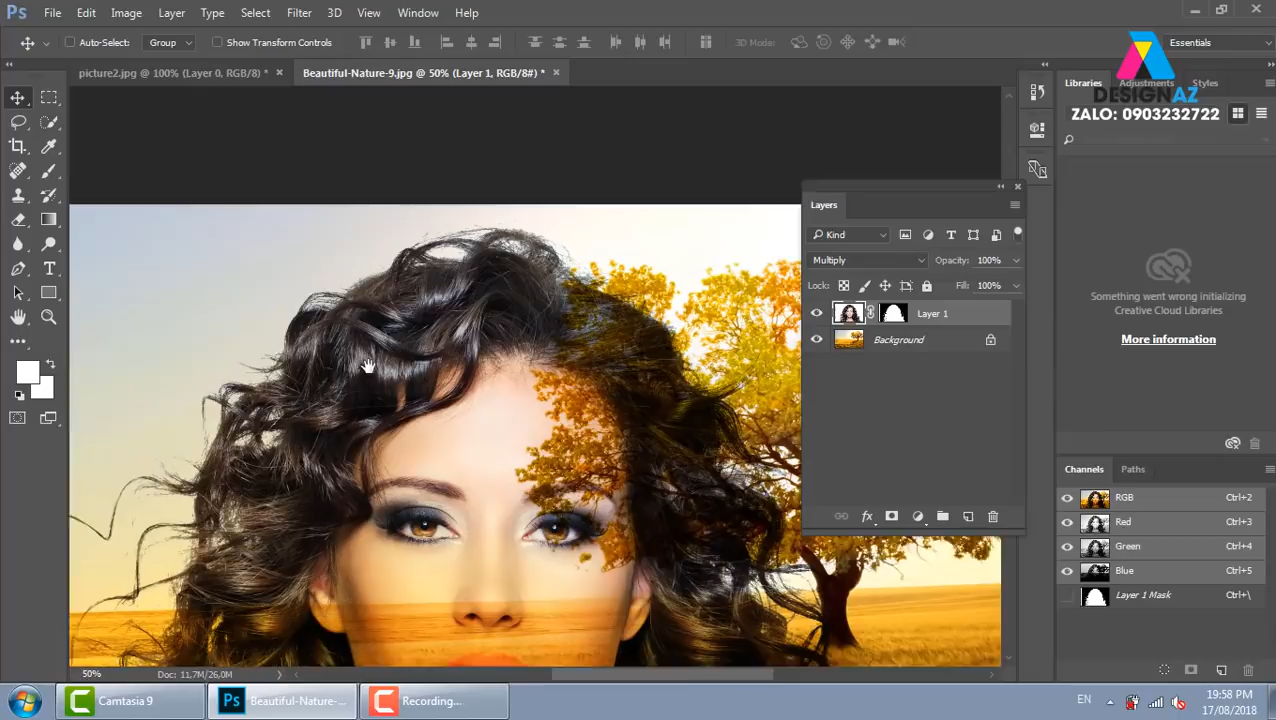 Ps File Edit Image Layer Type Select Filter 3D View Window Help
Auto-Select: Group Show Transform Controls 3D Mode: Essentials
picture2.jpg @ 100% (Layer 0, RGB/8) * × Beautiful-Nature-9.jpg @ 50% (Layer 1, RGB/8#) * ×
Libraries Adjustments Styles
DESIGNAZ
ZALO: 0903232722
Layers
Kind
Multiply Opacity: 100%
Lock: Fill: 100%
Layer 1
Background
Something went wrong initializing
Creative Cloud Libraries
More information
Channels Paths
RGB Ctrl+2
Red Ctrl+3
Green Ctrl+4
Blue Ctrl+5
Layer 1 Mask Ctrl+\
50% Doc: 11,7M/26,0M
Camtasia 9 Beautiful-Nature-... Recording...
EN 19:58 PM
17/08/2018